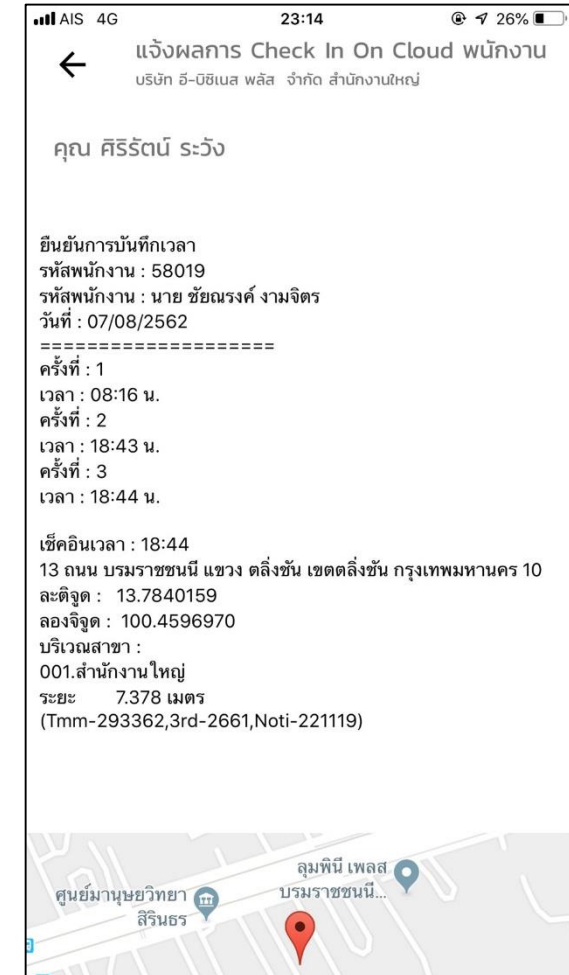 AIS 4G 23:14 26%
แจ้งผลการ Check In On Cloud พนักงาน
บริษัท อี-บิซิเนส พลัส จำกัด สำนักงานใหญ่
คุณ ศิริรัตน์ ระวัง
ยืนยันการบันทึกเวลา
รหัสพนักงาน : 58019
รหัสพนักงาน : นาย ชัยณรงค์ งามจิตร
วันที่ : 07/08/2562
====================
ครั้งที่ : 1
เวลา : 08:16 น.
ครั้งที่ : 2
เวลา : 18:43 น.
ครั้งที่ : 3
เวลา : 18:44 น.
เช็คอินเวลา : 18:44
13 ถนน บรมราชชนนี แขวง ตลิ่งชัน เขตตลิ่งชัน กรุงเทพมหานคร 10
ละติจูด : 13.7840159
ลองจิจูด : 100.4596970
บริเวณสาขา :
001.สำนักงานใหญ่
ระยะ 7.378 เมตร
(Tmm-293362,3rd-2661,Noti-221119)
ลุมพินี เพลส
บรมราชชนนี...
ศูนย์มานุษยวิทยา
สิรินธร